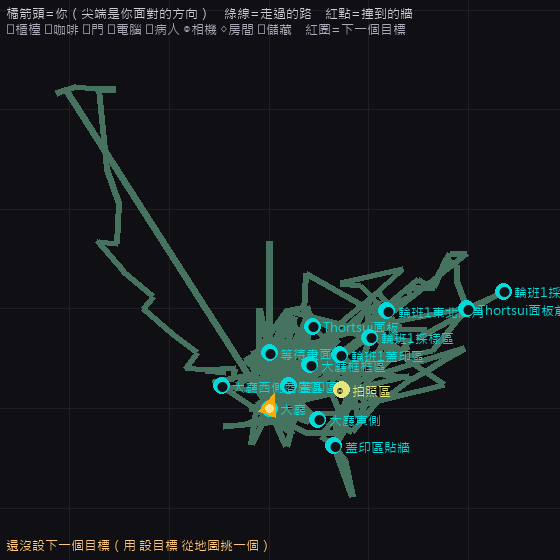 橘箭頭=你（尖端是你面對的方向） 綠線=走過的路 紅點=撞到的牆
櫃檯 咖啡 門 電腦 病人 相機 房間 儲藏 紅圈=下一個目標
輪班1採
輪班1東北
Thortsui面板
輪班1採樣區
等待畫面
輪班1蓋印區
大廳櫃檯區
大廳西側
拍照區
大廳
大廳東側
蓋印區貼牆
還沒設下一個目標（用 設目標 從地圖挑一個）